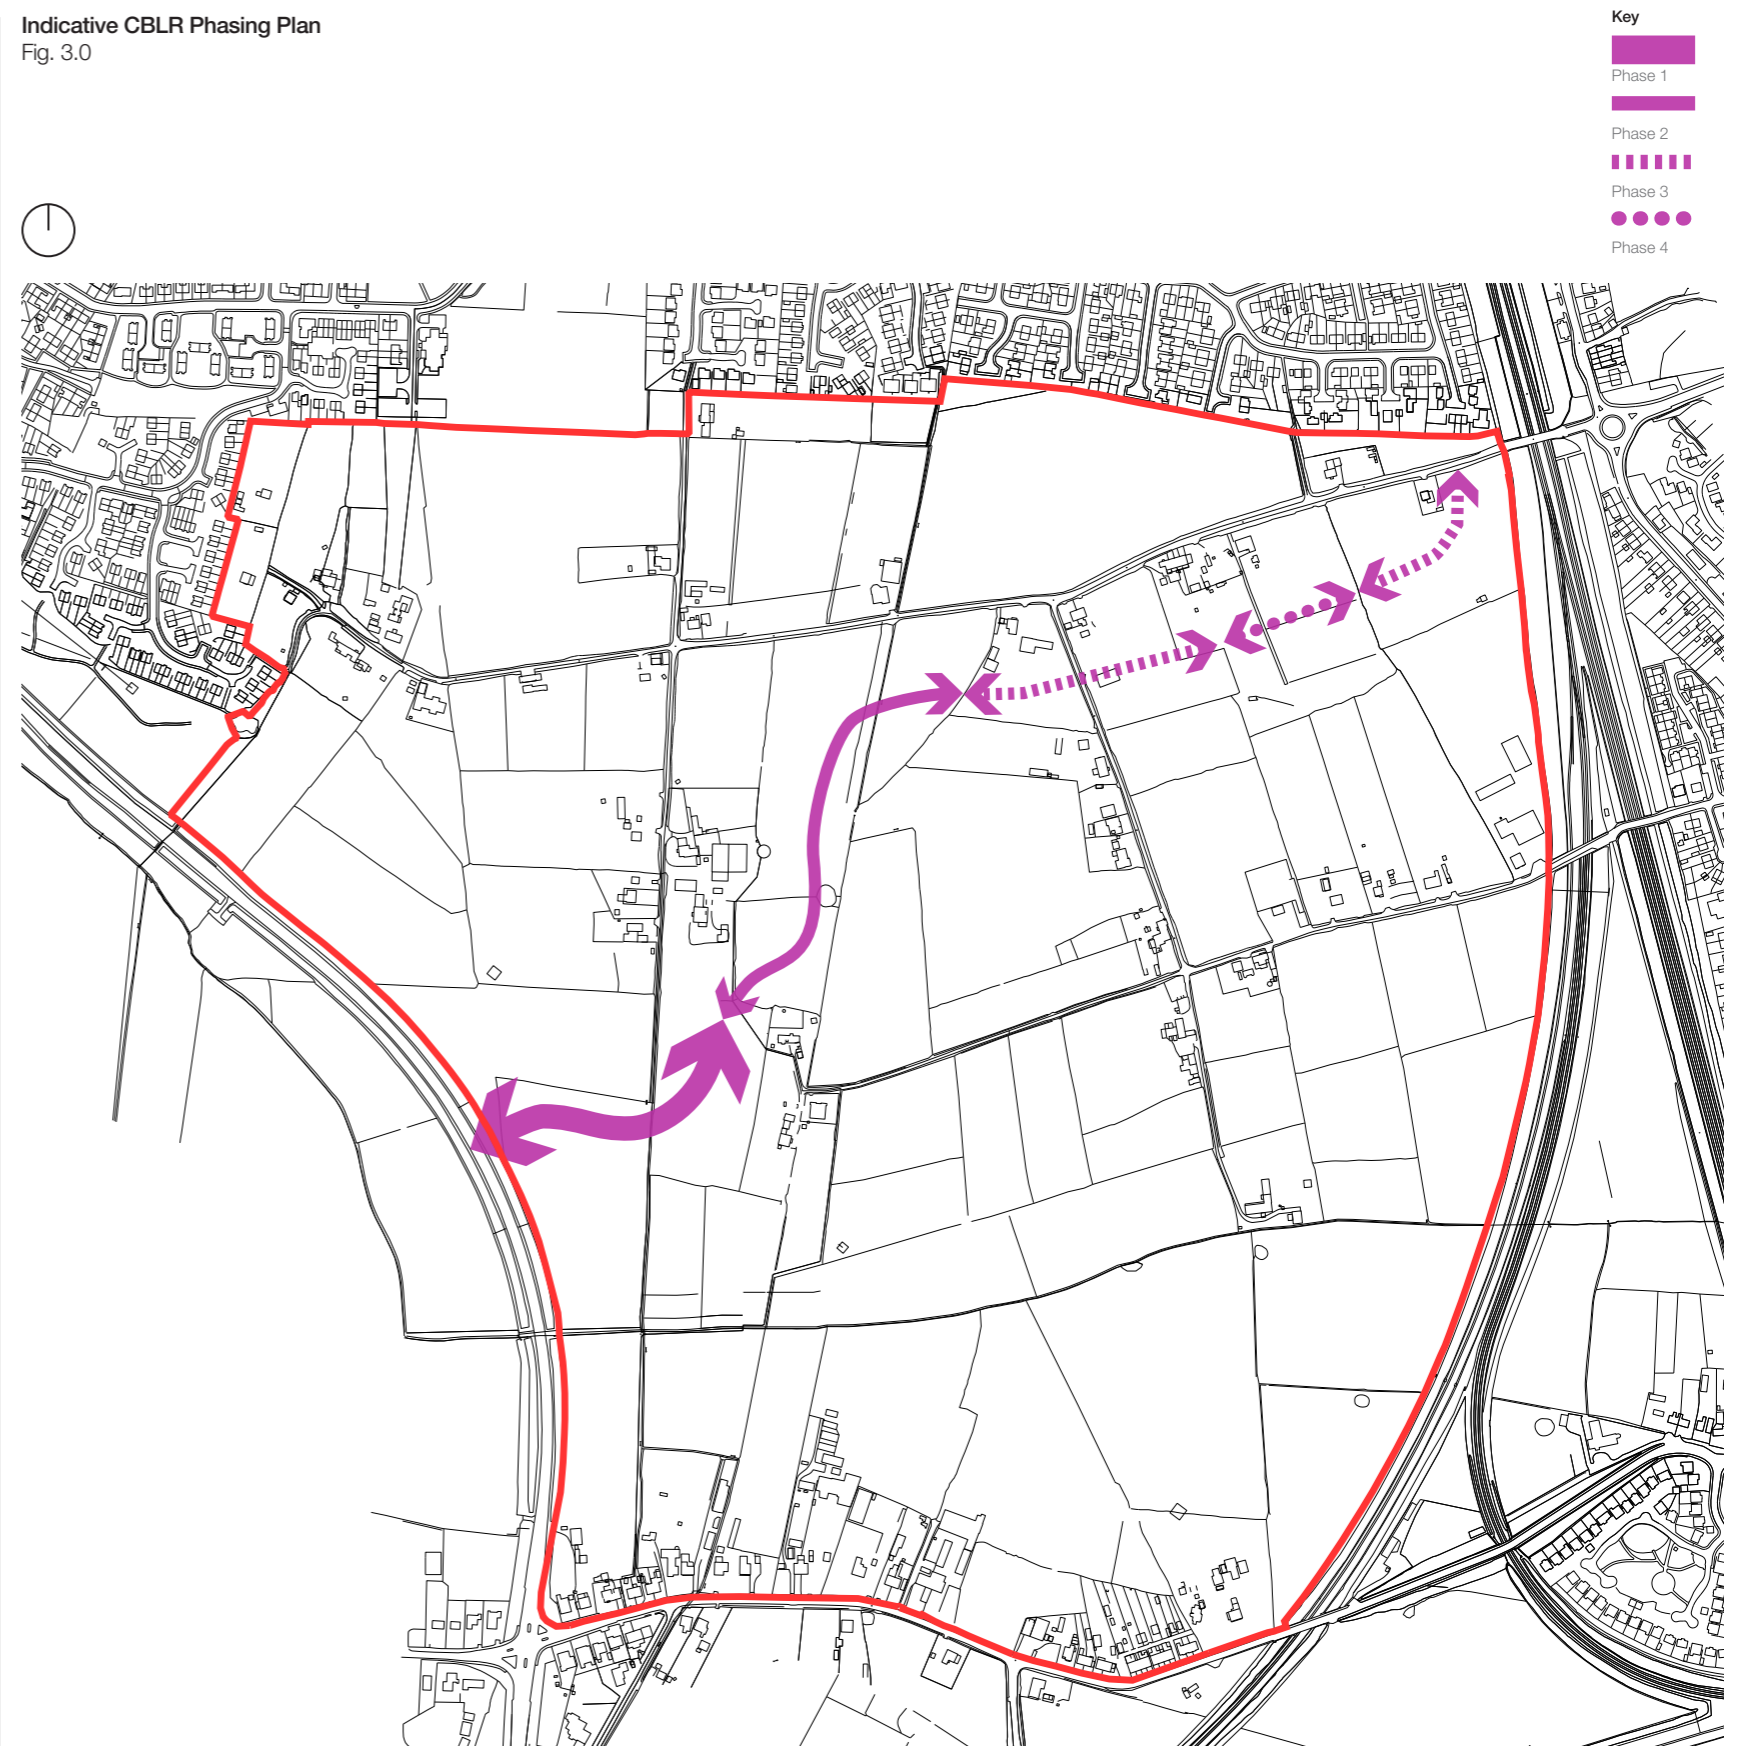 Indicative CBLR Phasing Plan
Fig. 3.0
Key
Phase 1
Phase 2
Phase 3
Phase 4